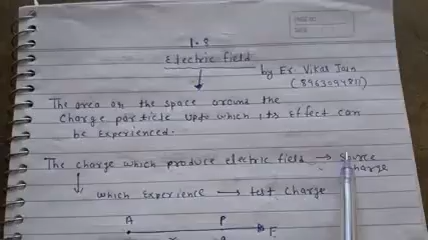 1.8
Electric Field
by Er. Vikas Jain
(8963094811)
The area or the space around the
Charge particle upto which its Effect can
be Experienced.
The charge which produce electric field → Source
charge
↓ which Experience → test Charge
A P E